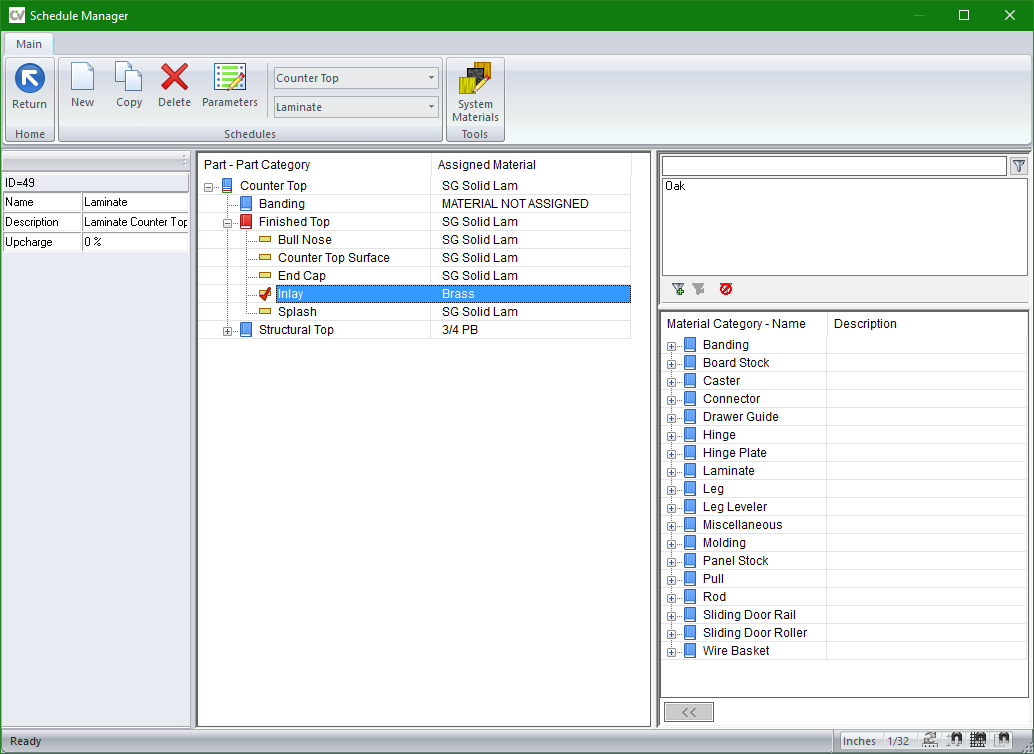 CV Schedule Manager
Main
Return
New
Copy
Delete
Parameters
Counter Top
Laminate
System
Materials
Home
Schedules
Tools
ID=49
Name Laminate
Description Laminate Counter Top
Upcharge 0 %
Part - Part Category Assigned Material
Counter Top SG Solid Lam
Banding MATERIAL NOT ASSIGNED
Finished Top SG Solid Lam
Bull Nose SG Solid Lam
Counter Top Surface SG Solid Lam
End Cap SG Solid Lam
Inlay Brass
Splash SG Solid Lam
Structural Top 3/4 PB
Oak
Material Category - Name Description
Banding
Board Stock
Caster
Connector
Drawer Guide
Hinge
Hinge Plate
Laminate
Leg
Leg Leveler
Miscellaneous
Molding
Panel Stock
Pull
Rod
Sliding Door Rail
Sliding Door Roller
Wire Basket
<<
Ready
Inches 1/32